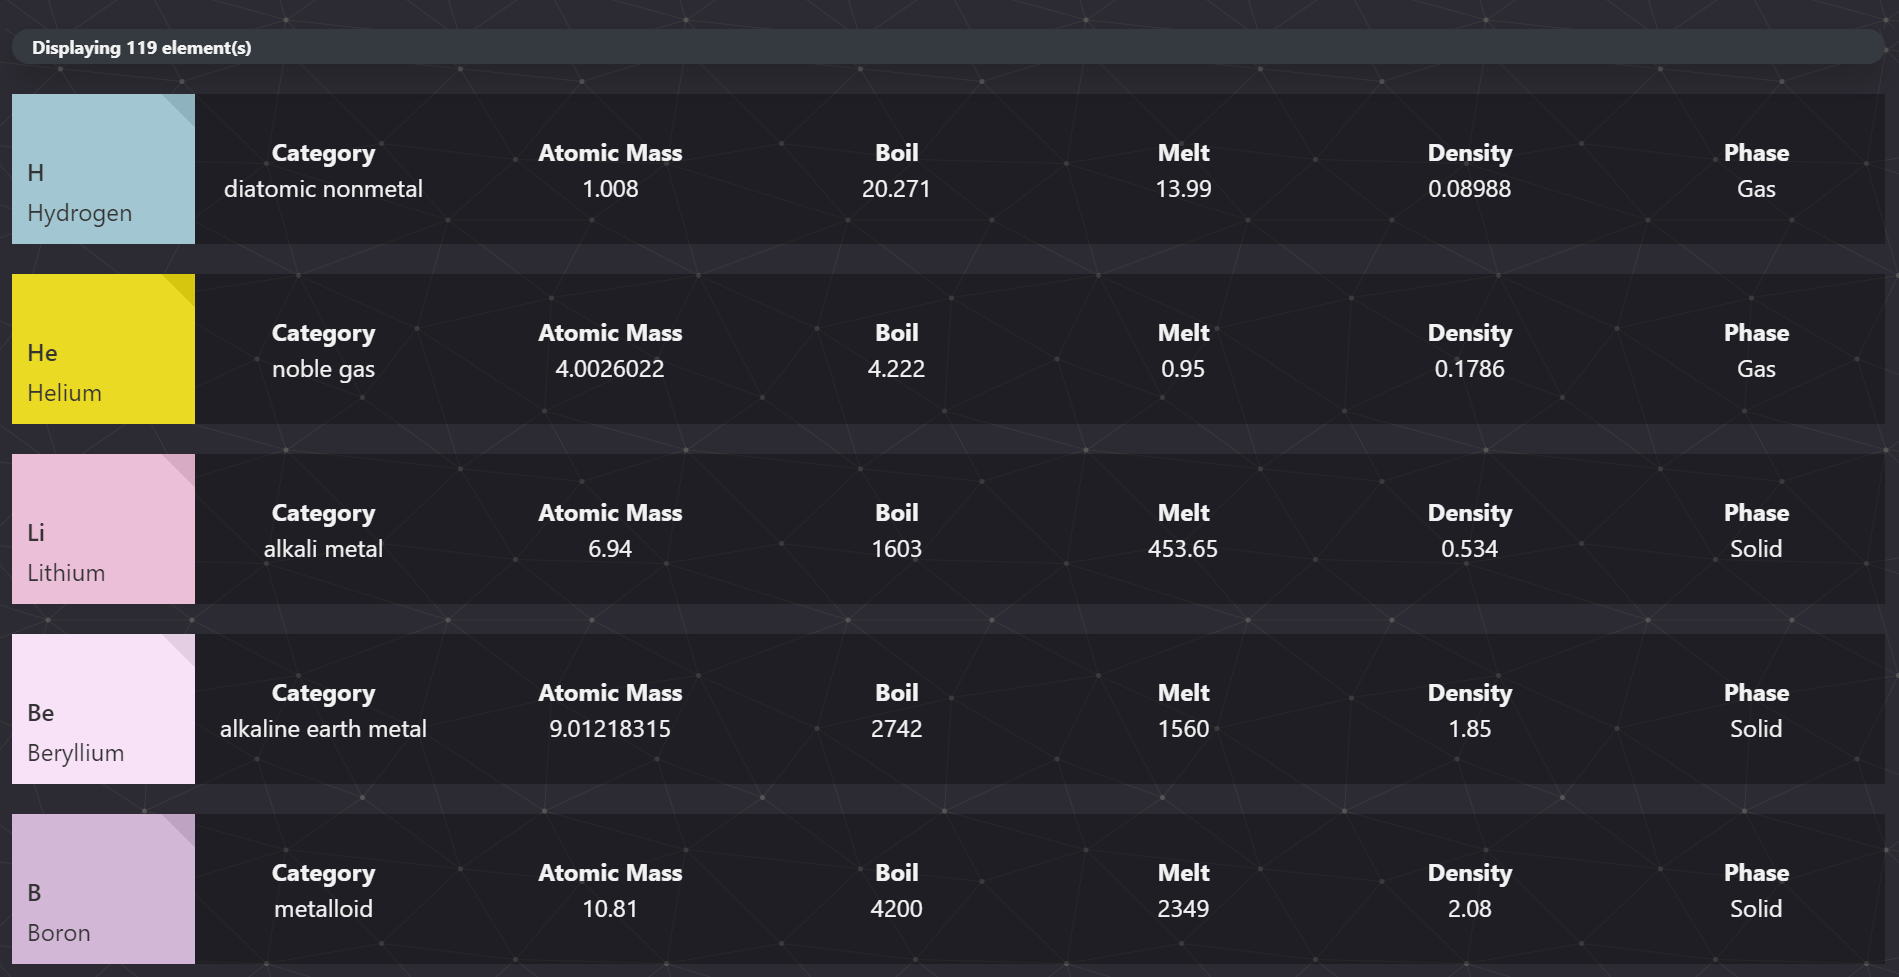 Displaying 119 element(s)
H
Hydrogen
Category Atomic Mass Boil Melt Density Phase
diatomic nonmetal 1.008 20.271 13.99 0.08988 Gas
He
Helium
Category Atomic Mass Boil Melt Density Phase
noble gas 4.0026022 4.222 0.95 0.1786 Gas
Li
Lithium
Category Atomic Mass Boil Melt Density Phase
alkali metal 6.94 1603 453.65 0.534 Solid
Be
Beryllium
Category Atomic Mass Boil Melt Density Phase
alkaline earth metal 9.01218315 2742 1560 1.85 Solid
B
Boron
Category Atomic Mass Boil Melt Density Phase
metalloid 10.81 4200 2349 2.08 Solid